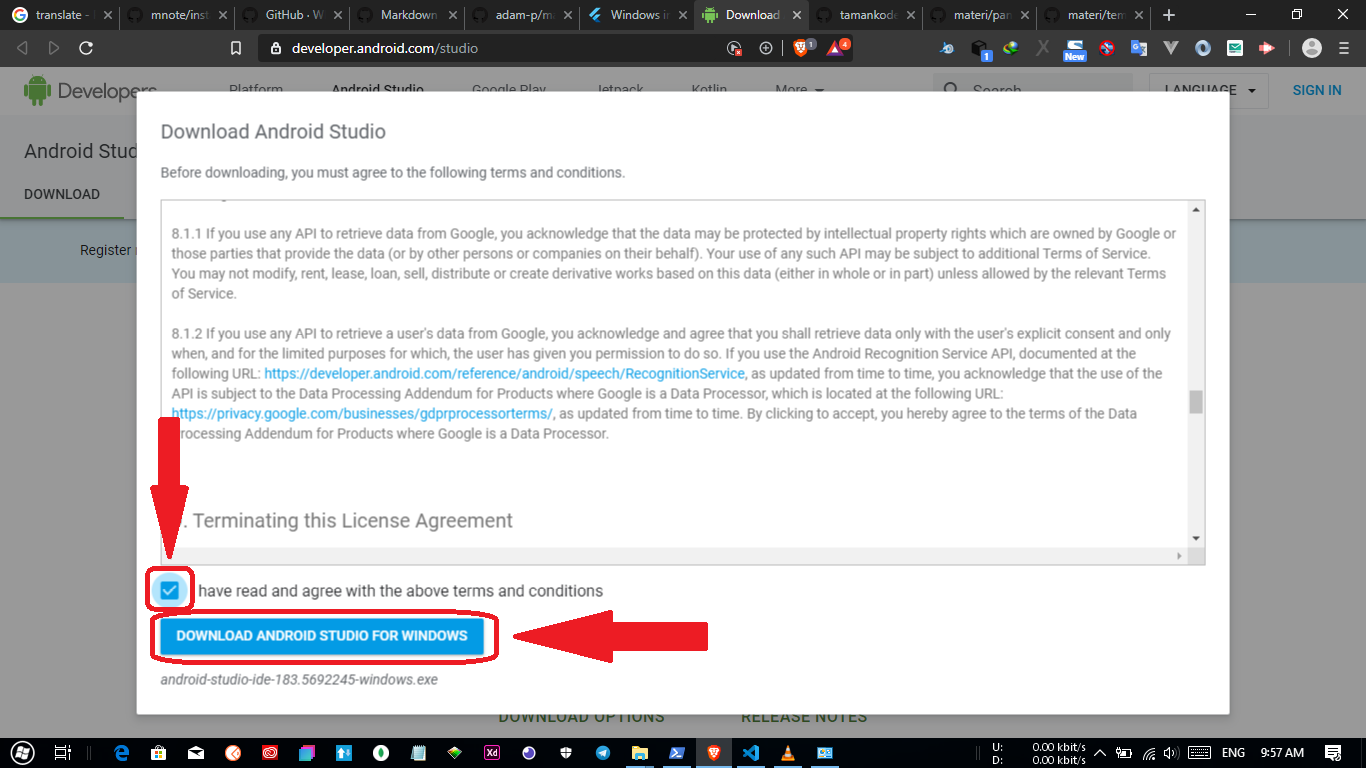 translate -
mnote/inst
GitHub · W
Markdown
adam-p/ma
Windows in
Download
tamankode
materi/pan
materi/tem
developer.android.com/studio
1
4
1
New
Developers
Platform
Android Studio
Google Play
Jetpack
Kotlin
More
Search
LANGUAGE
SIGN IN
Android Stud
DOWNLOAD
Register
Download Android Studio
Before downloading, you must agree to the following terms and conditions.
8.1.1 If you use any API to retrieve data from Google, you acknowledge that the data may be protected by intellectual property rights which are owned by Google or
those parties that provide the data (or by other persons or companies on their behalf). Your use of any such API may be subject to additional Terms of Service.
You may not modify, rent, lease, loan, sell, distribute or create derivative works based on this data (either in whole or in part) unless allowed by the relevant Terms
of Service.
8.1.2 If you use any API to retrieve a user's data from Google, you acknowledge and agree that you shall retrieve data only with the user's explicit consent and only
when, and for the limited purposes for which, the user has given you permission to do so. If you use the Android Recognition Service API, documented at the
following URL: https://developer.android.com/reference/android/speech/RecognitionService, as updated from time to time, you acknowledge that the use of the
API is subject to the Data Processing Addendum for Products where Google is a Data Processor, which is located at the following URL:
https://privacy.google.com/businesses/gdprprocessorterms/, as updated from time to time. By clicking to accept, you hereby agree to the terms of the Data
rocessing Addendum for Products where Google is a Data Processor.
. Terminating this License Agreement
have read and agree with the above terms and conditions
DOWNLOAD ANDROID STUDIO FOR WINDOWS
android-studio-ide-183.5692245-windows.exe
DOWNLOAD OPTIONS
RELEASE NOTES
Xd
U: 0.00 kbit/s
D: 0.00 kbit/s
ENG
9:57 AM